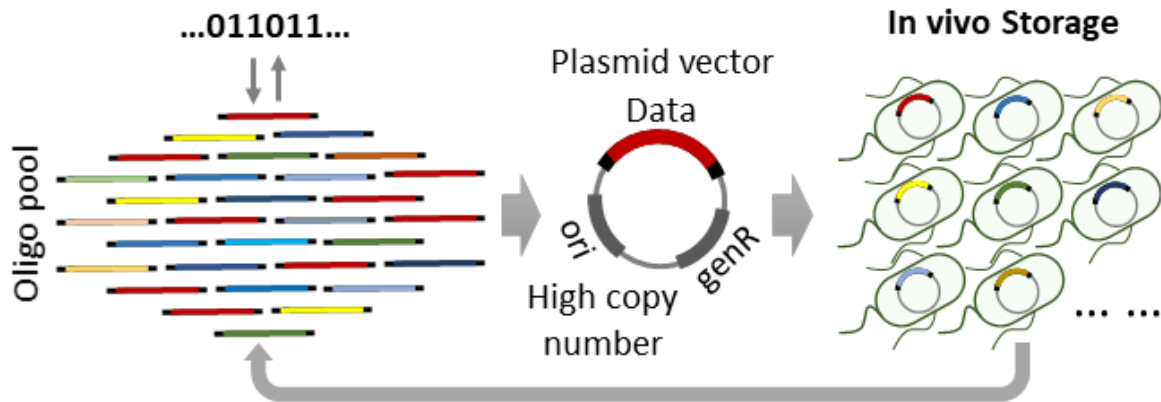 ...011011...
Oligo pool
Plasmid vector
Data
ori
genR
High copy
number
In vivo Storage
... ...